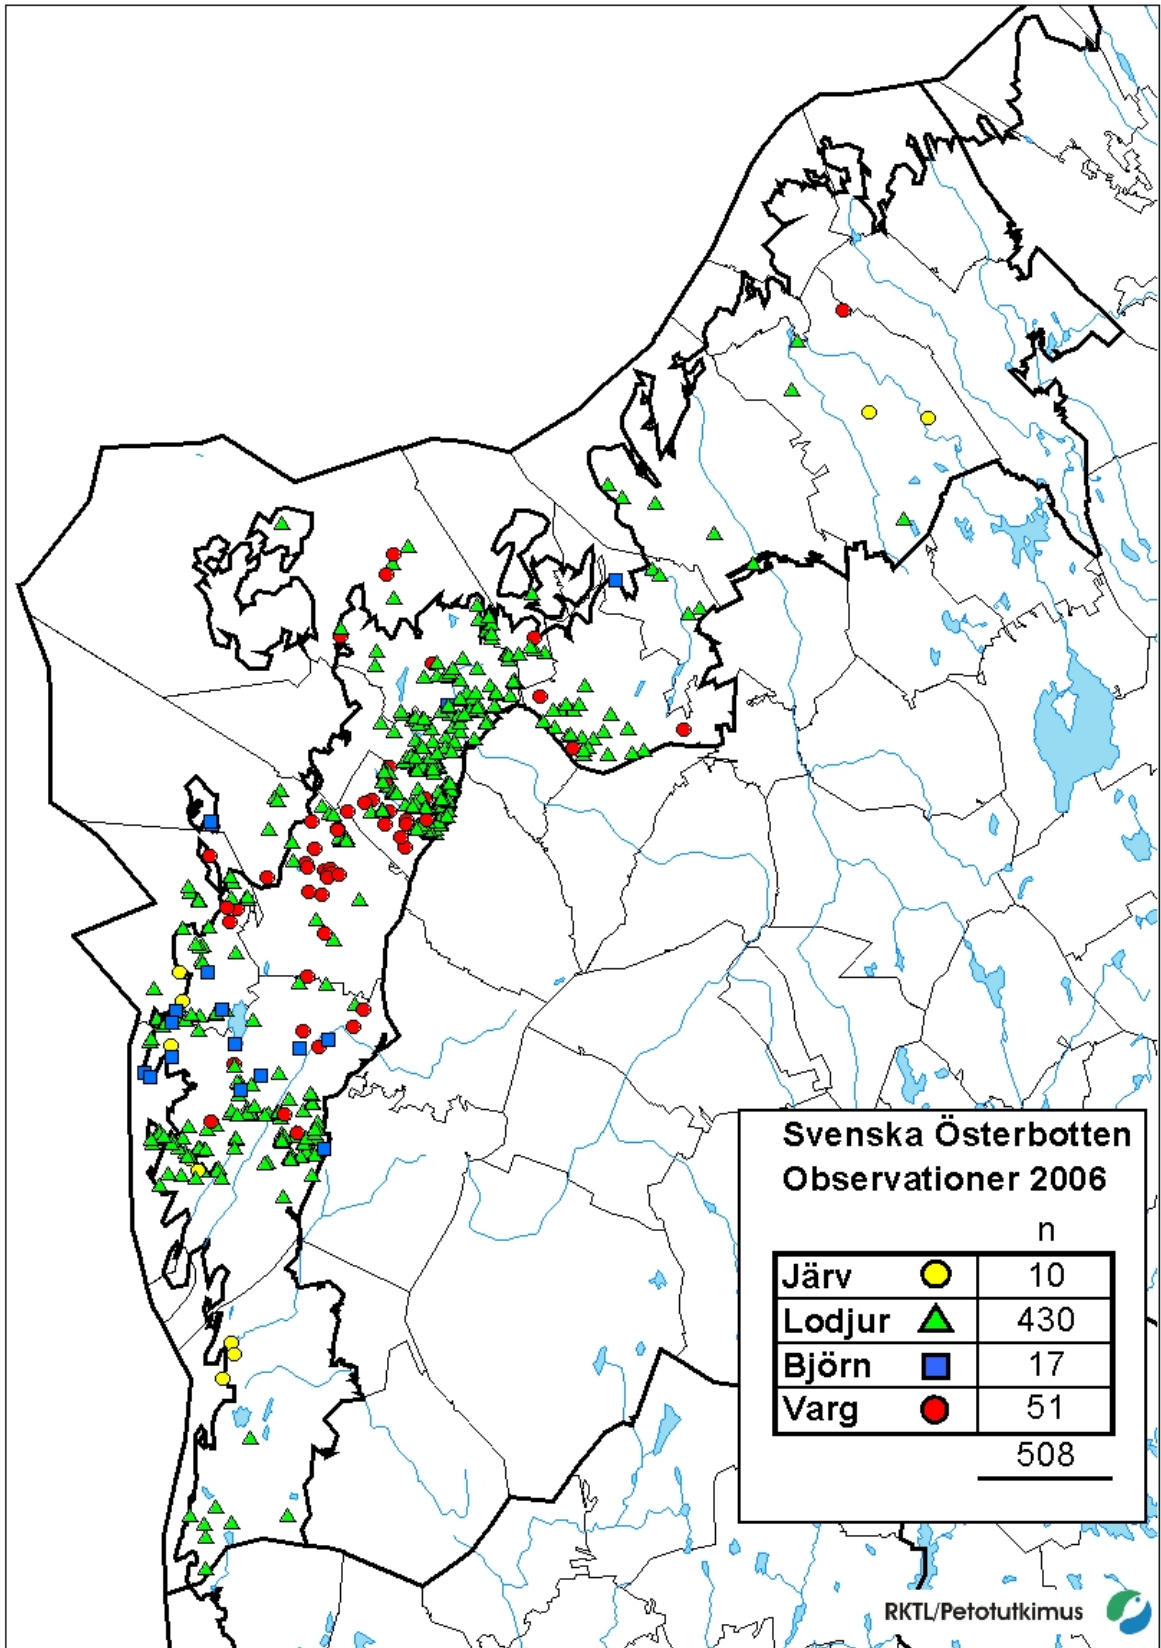 Svenska Österbotten
Observationer 2006
n
Järv 10
Lodjur 430
Björn 17
Varg 51
508
RKTL/Petotutkimus